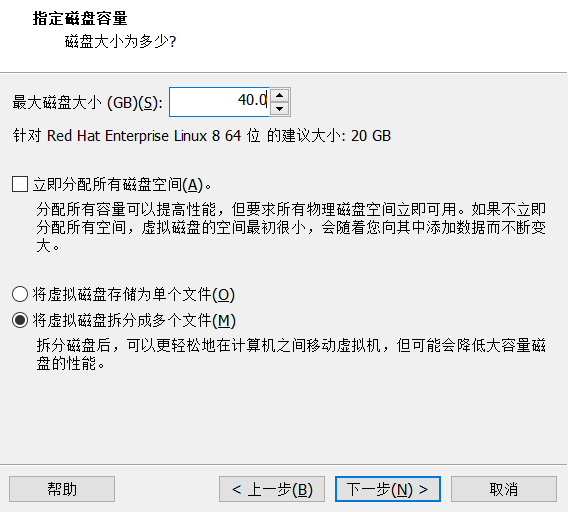 指定磁盘容量
磁盘大小为多少?
最大磁盘大小 (GB)(S): 40.0
针对 Red Hat Enterprise Linux 8 64 位 的建议大小: 20 GB
立即分配所有磁盘空间(A)。
分配所有容量可以提高性能，但要求所有物理磁盘空间立即可用。如果不立即
分配所有空间，虚拟磁盘的空间最初很小，会随着您向其中添加数据而不断变
大。
将虚拟磁盘存储为单个文件(O)
将虚拟磁盘拆分成多个文件(M)
拆分磁盘后，可以更轻松地在计算机之间移动虚拟机，但可能会降低大容量磁
盘的性能。
帮助 < 上一步(B) 下一步(N) > 取消